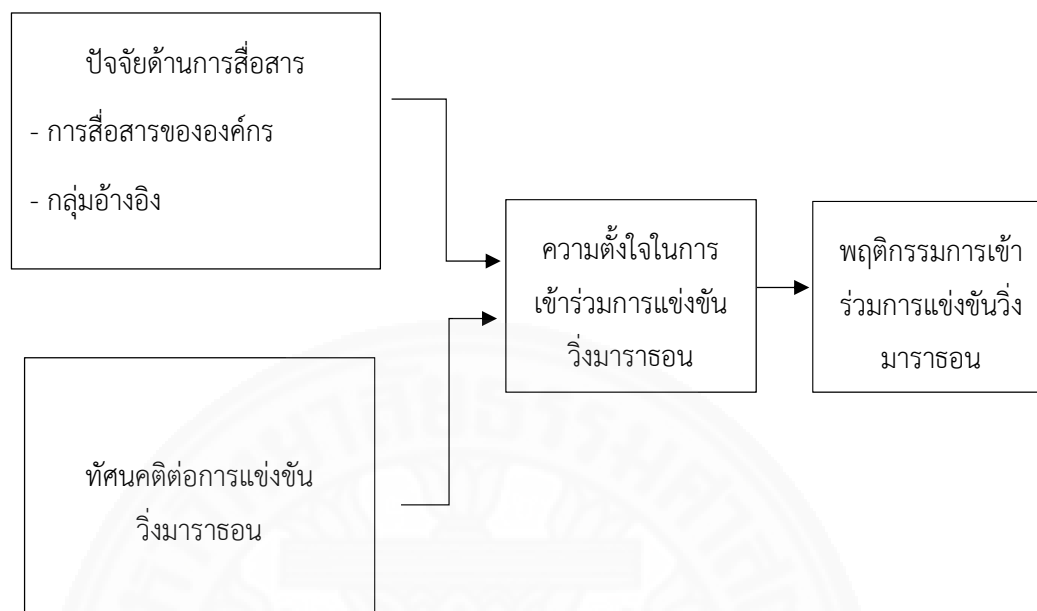 ปัจจัยด้านการสื่อสาร
- การสื่อสารขององค์กร
- กลุ่มอ้างอิง
ความตั้งใจในการ
เข้าร่วมการแข่งขัน
วิ่งมาราธอน
พฤติกรรมการเข้า
ร่วมการแข่งขันวิ่ง
มาราธอน
ทัศนคติต่อการแข่งขัน
วิ่งมาราธอน